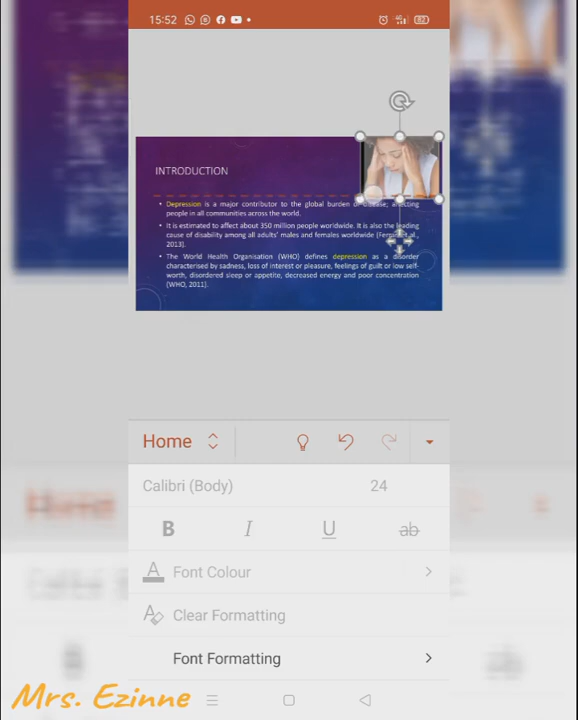 15:52
82
INTRODUCTION
• Depression is a major contributor to the global burden of disease; affecting
people in all communities across the world.
• It is estimated to affect about 350 million people worldwide. It is also the leading
cause of disability among all adults' males and females worldwide (Ferrari et al.,
2013).
• The World Health Organisation (WHO) defines depression as a disorder
characterised by sadness, loss of interest or pleasure, feelings of guilt or low self-
worth, disordered sleep or appetite, decreased energy and poor concentration
(WHO, 2011).
Home
Calibri (Body) 24
B I U ab
A Font Colour
A Clear Formatting
Font Formatting
Mrs. Ezinne